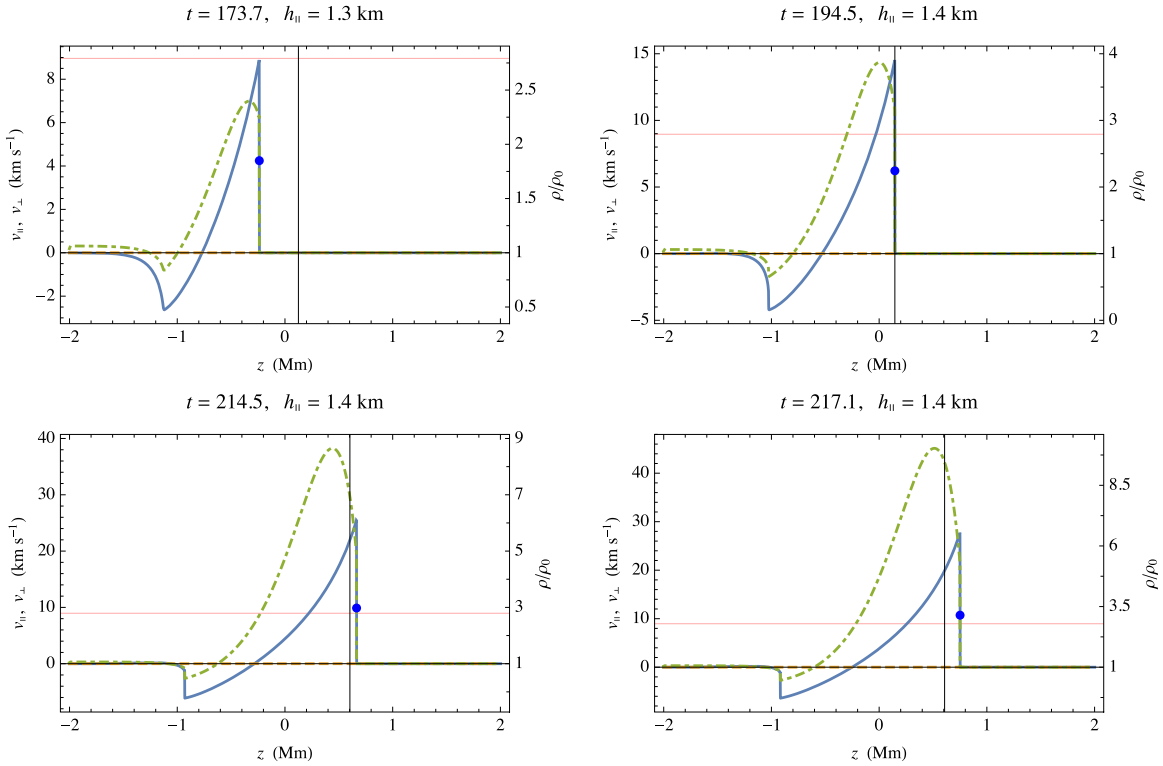 t = 173.7, h∥ = 1.3 km
v∥, v⊥ (km s⁻¹)
8
6
4
2
0
−2
2.5
2
1.5
1
0.5
ρ/ρ₀
−2 −1 0 1 2
z (Mm)
t = 194.5, h∥ = 1.4 km
v∥, v⊥ (km s⁻¹)
15
10
5
0
−5
4
3
2
1
0
ρ/ρ₀
−2 −1 0 1 2
z (Mm)
t = 214.5, h∥ = 1.4 km
v∥, v⊥ (km s⁻¹)
40
30
20
10
0
9
7
5
3
1
ρ/ρ₀
−2 −1 0 1 2
z (Mm)
t = 217.1, h∥ = 1.4 km
v∥, v⊥ (km s⁻¹)
40
30
20
10
0
8.5
6
3.5
1
ρ/ρ₀
−2 −1 0 1 2
z (Mm)